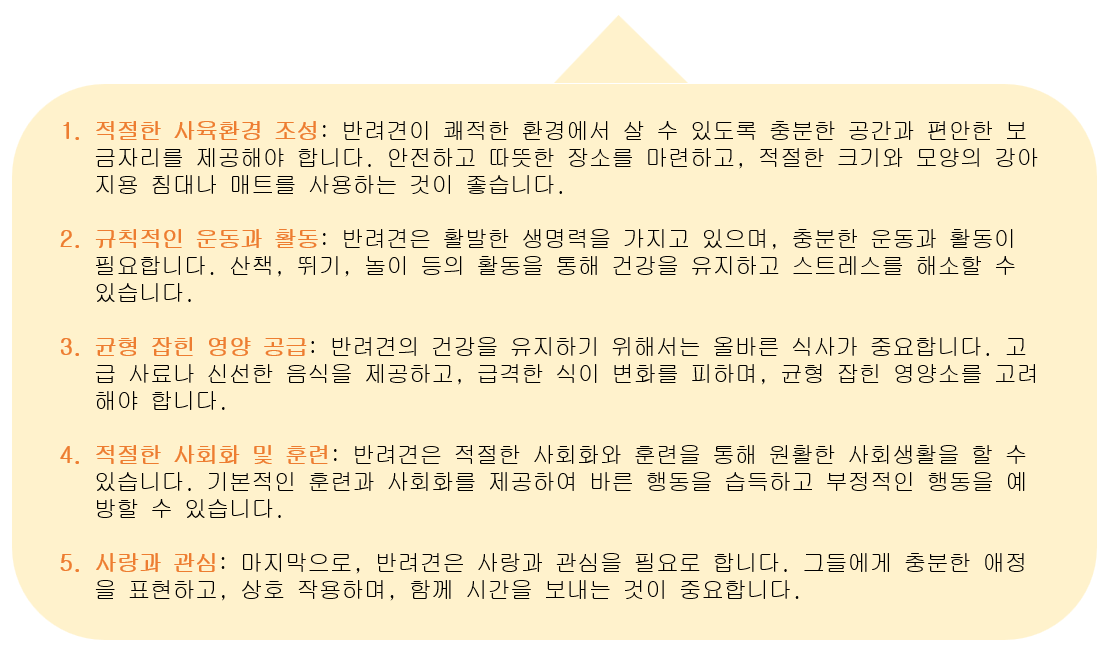 1. 적절한 사육환경 조성: 반려견이 쾌적한 환경에서 살 수 있도록 충분한 공간과 편안한 보
금자리를 제공해야 합니다. 안전하고 따뜻한 장소를 마련하고, 적절한 크기와 모양의 강아
지용 침대나 매트를 사용하는 것이 좋습니다.
2. 규칙적인 운동과 활동: 반려견은 활발한 생명력을 가지고 있으며, 충분한 운동과 활동이
필요합니다. 산책, 뛰기, 놀이 등의 활동을 통해 건강을 유지하고 스트레스를 해소할 수
있습니다.
3. 균형 잡힌 영양 공급: 반려견의 건강을 유지하기 위해서는 올바른 식사가 중요합니다. 고
급 사료나 신선한 음식을 제공하고, 급격한 식이 변화를 피하며, 균형 잡힌 영양소를 고려
해야 합니다.
4. 적절한 사회화 및 훈련: 반려견은 적절한 사회화와 훈련을 통해 원활한 사회생활을 할 수
있습니다. 기본적인 훈련과 사회화를 제공하여 바른 행동을 습득하고 부정적인 행동을 예
방할 수 있습니다.
5. 사랑과 관심: 마지막으로, 반려견은 사랑과 관심을 필요로 합니다. 그들에게 충분한 애정
을 표현하고, 상호 작용하며, 함께 시간을 보내는 것이 중요합니다.